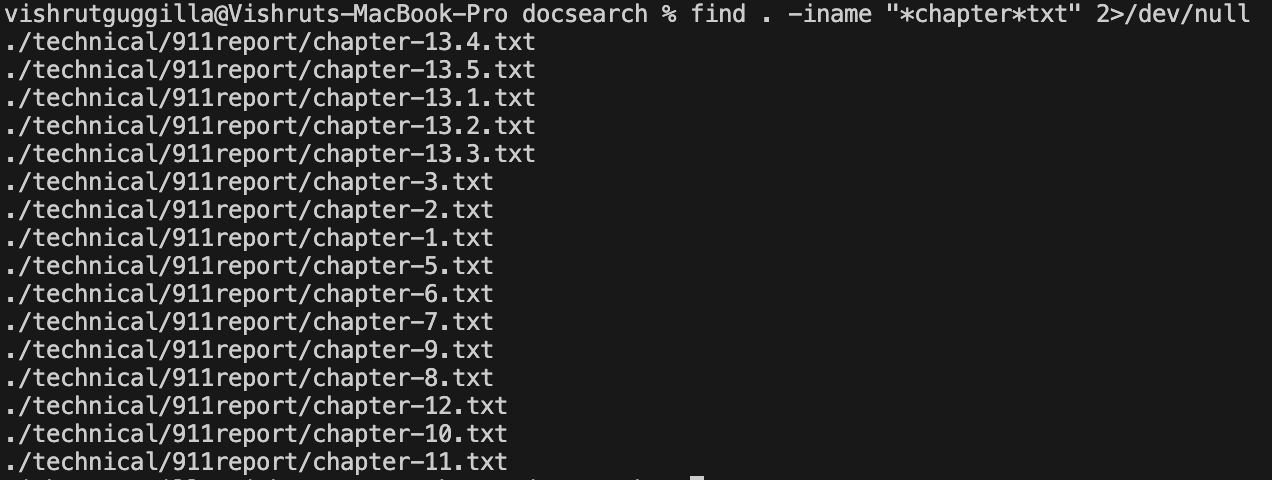 vishrutguggilla@Vishruts-MacBook-Pro docsearch % find . -iname "*chapter*txt" 2>/dev/null
./technical/911report/chapter-13.4.txt
./technical/911report/chapter-13.5.txt
./technical/911report/chapter-13.1.txt
./technical/911report/chapter-13.2.txt
./technical/911report/chapter-13.3.txt
./technical/911report/chapter-3.txt
./technical/911report/chapter-2.txt
./technical/911report/chapter-1.txt
./technical/911report/chapter-5.txt
./technical/911report/chapter-6.txt
./technical/911report/chapter-7.txt
./technical/911report/chapter-9.txt
./technical/911report/chapter-8.txt
./technical/911report/chapter-12.txt
./technical/911report/chapter-10.txt
./technical/911report/chapter-11.txt